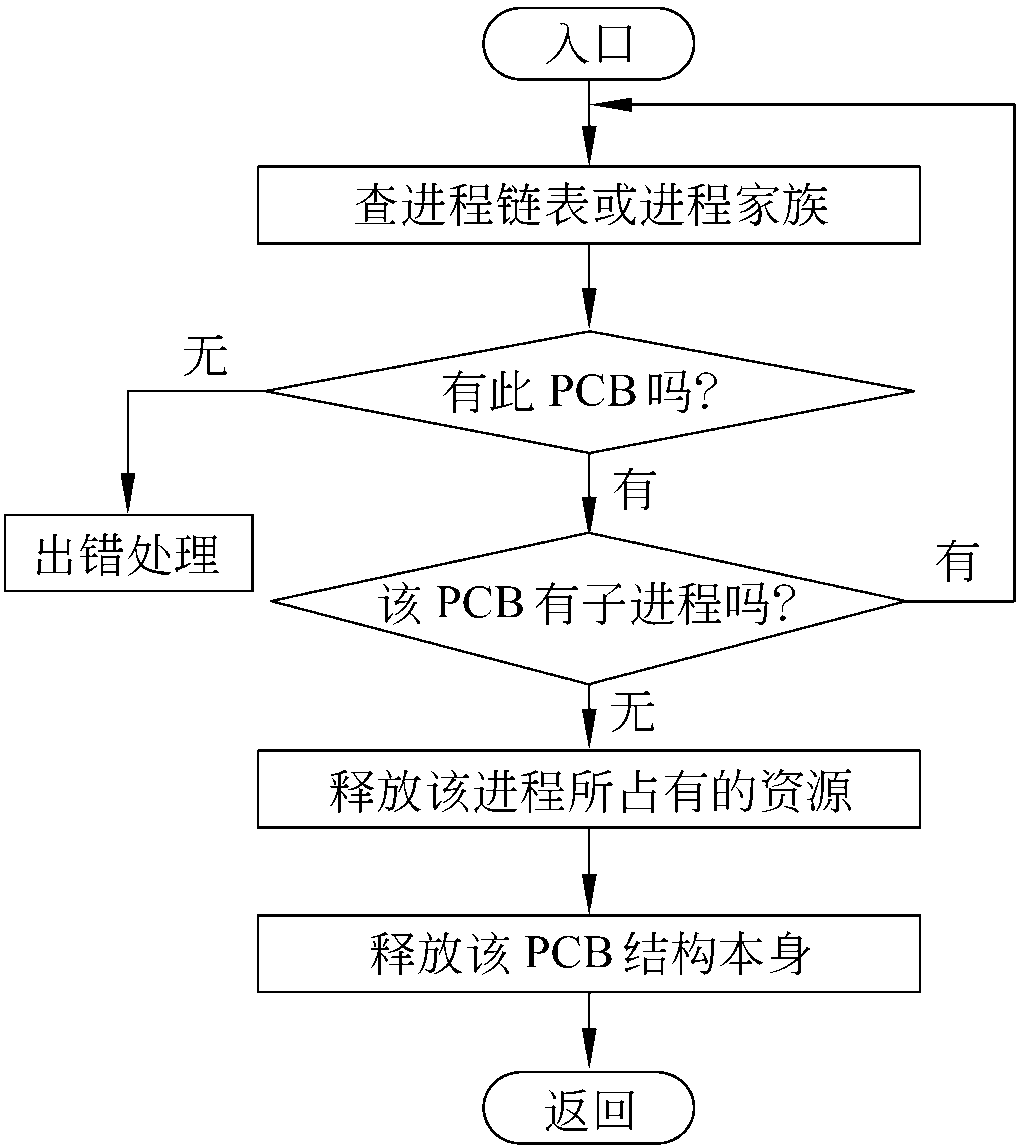 入口
查进程链表或进程家族
无
有此 PCB 吗?
有
出错处理
有
该 PCB 有子进程吗?
无
释放该进程所占有的资源
释放该 PCB 结构本身
返回